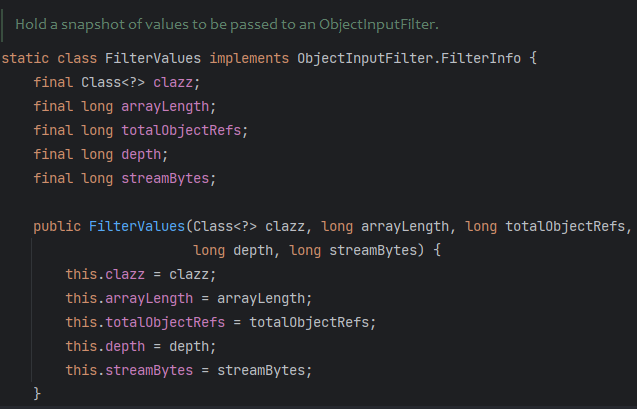 Hold a snapshot of values to be passed to an ObjectInputFilter.
static class FilterValues implements ObjectInputFilter.FilterInfo {
    final Class<?> clazz;
    final long arrayLength;
    final long totalObjectRefs;
    final long depth;
    final long streamBytes;

    public FilterValues(Class<?> clazz, long arrayLength, long totalObjectRefs,
                        long depth, long streamBytes) {
        this.clazz = clazz;
        this.arrayLength = arrayLength;
        this.totalObjectRefs = totalObjectRefs;
        this.depth = depth;
        this.streamBytes = streamBytes;
    }